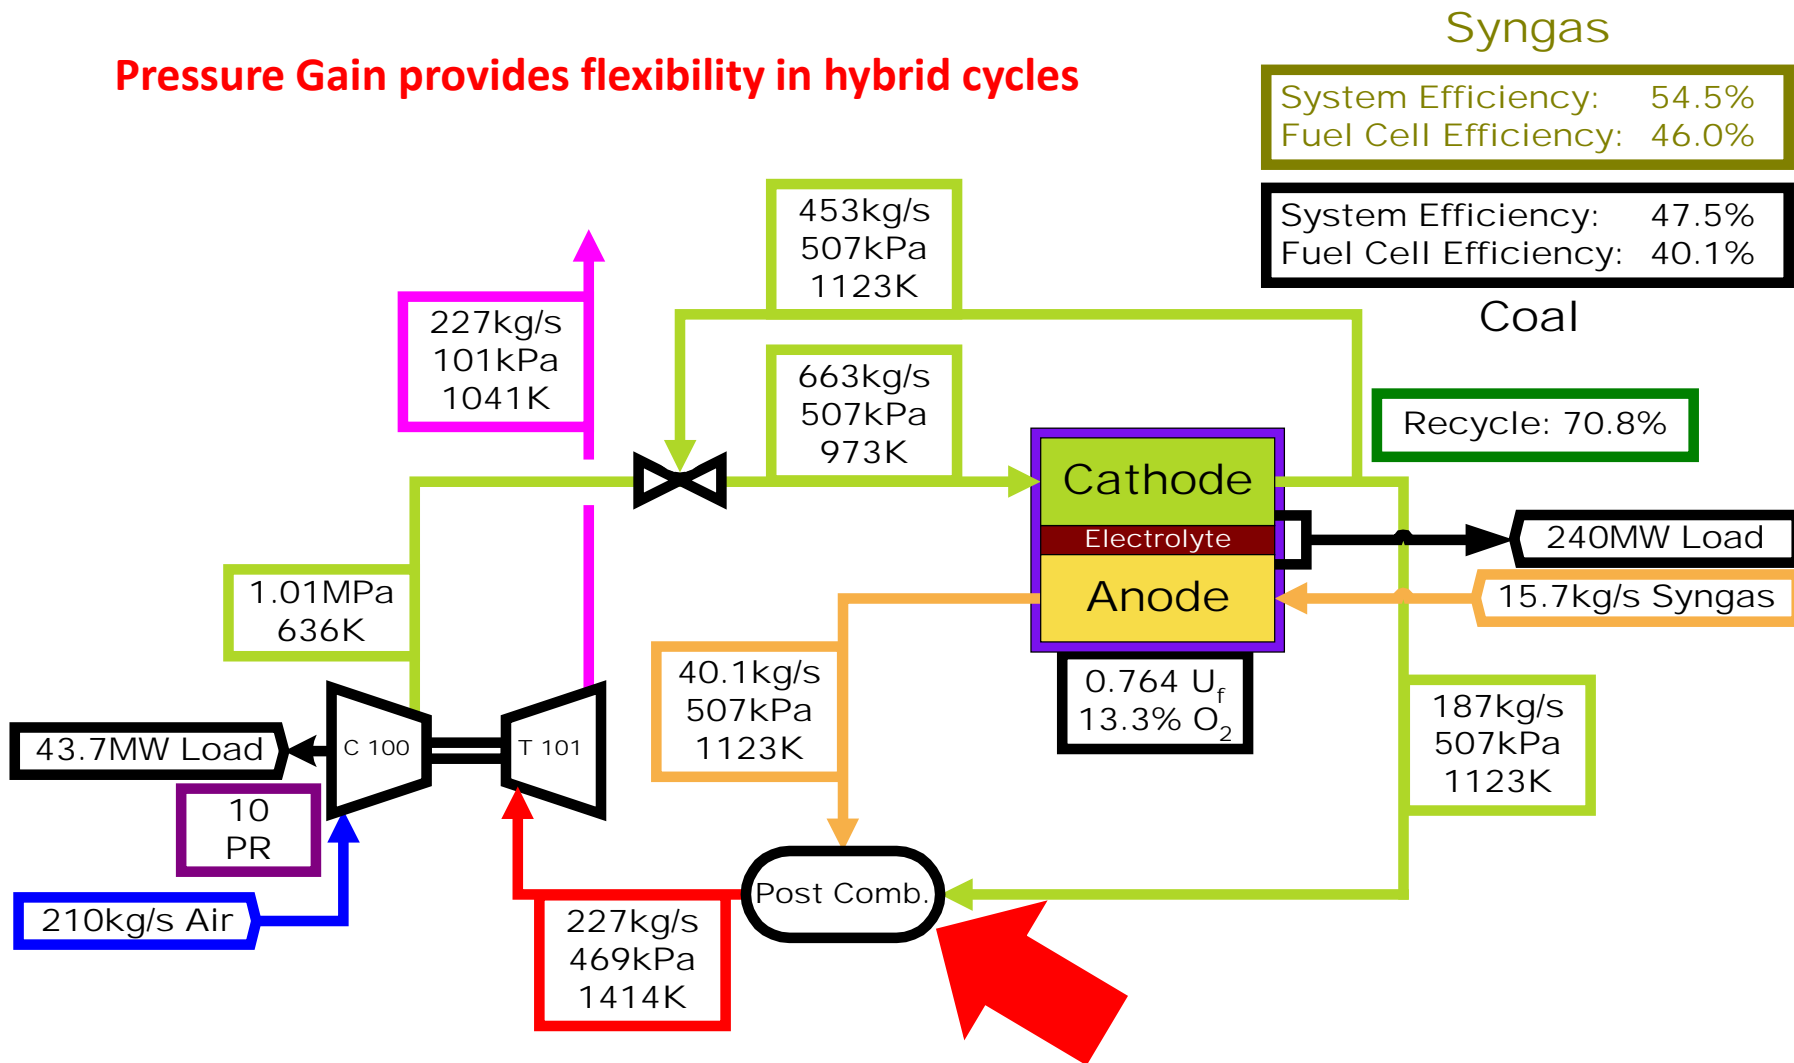 Syngas
Pressure Gain provides flexibility in hybrid cycles
System Efficiency: 54.5%
Fuel Cell Efficiency: 46.0%
System Efficiency: 47.5%
Fuel Cell Efficiency: 40.1%
Coal
453kg/s
507kPa
1123K
227kg/s
101kPa
1041K
663kg/s
507kPa
973K
Recycle: 70.8%
Cathode
Electrolyte
Anode
240MW Load
15.7kg/s Syngas
1.01MPa
636K
40.1kg/s
507kPa
1123K
0.764 Uf
13.3% O2
187kg/s
507kPa
1123K
43.7MW Load
C 100
T 101
10
PR
210kg/s Air
Post Comb.
227kg/s
469kPa
1414K